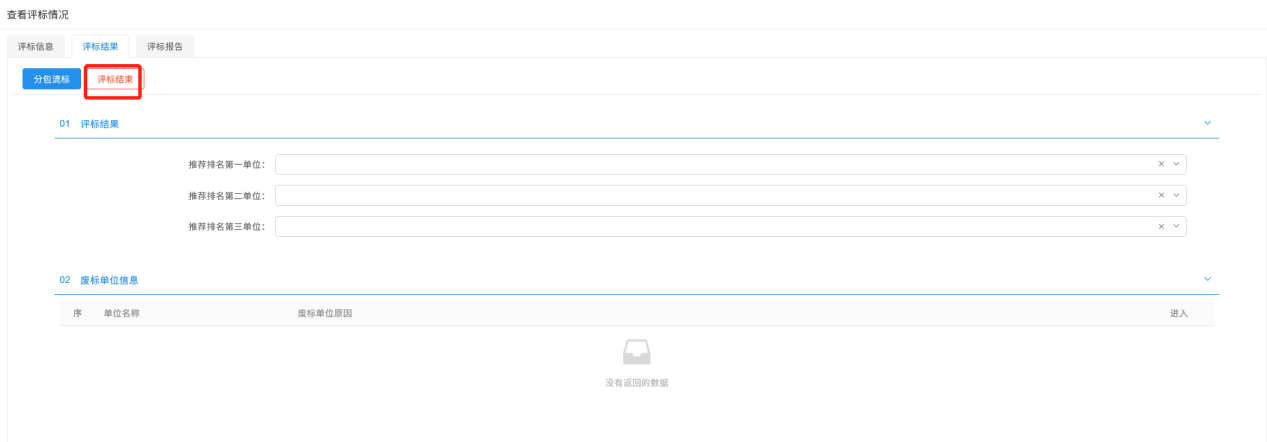 查看评标情况
评标信息 评标结果 评标报告
分包流标 评标结束
01 评标结果
推荐排名第一单位:
推荐排名第二单位:
推荐排名第三单位:
02 废标单位信息
序 单位名称 废标单位原因 进入
没有返回的数据